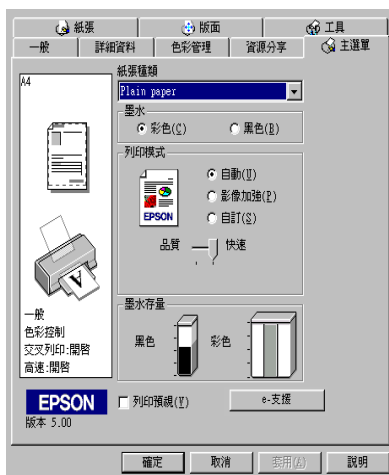 紙張
版面
工具
一般
詳細資料
色彩管理
資源分享
主選單
A4
一般
色彩控制
交叉列印:開啓
高速:開啓
紙張種類
Plain paper
墨水
彩色(C)
黑色(B)
列印模式
EPSON
自動(U)
影像加強(P)
自訂(S)
品質
快速
墨水存量
黑色
彩色
EPSON
版本 5.00
列印預視(Y)
e-支援
確定
取消
套用(A)
說明